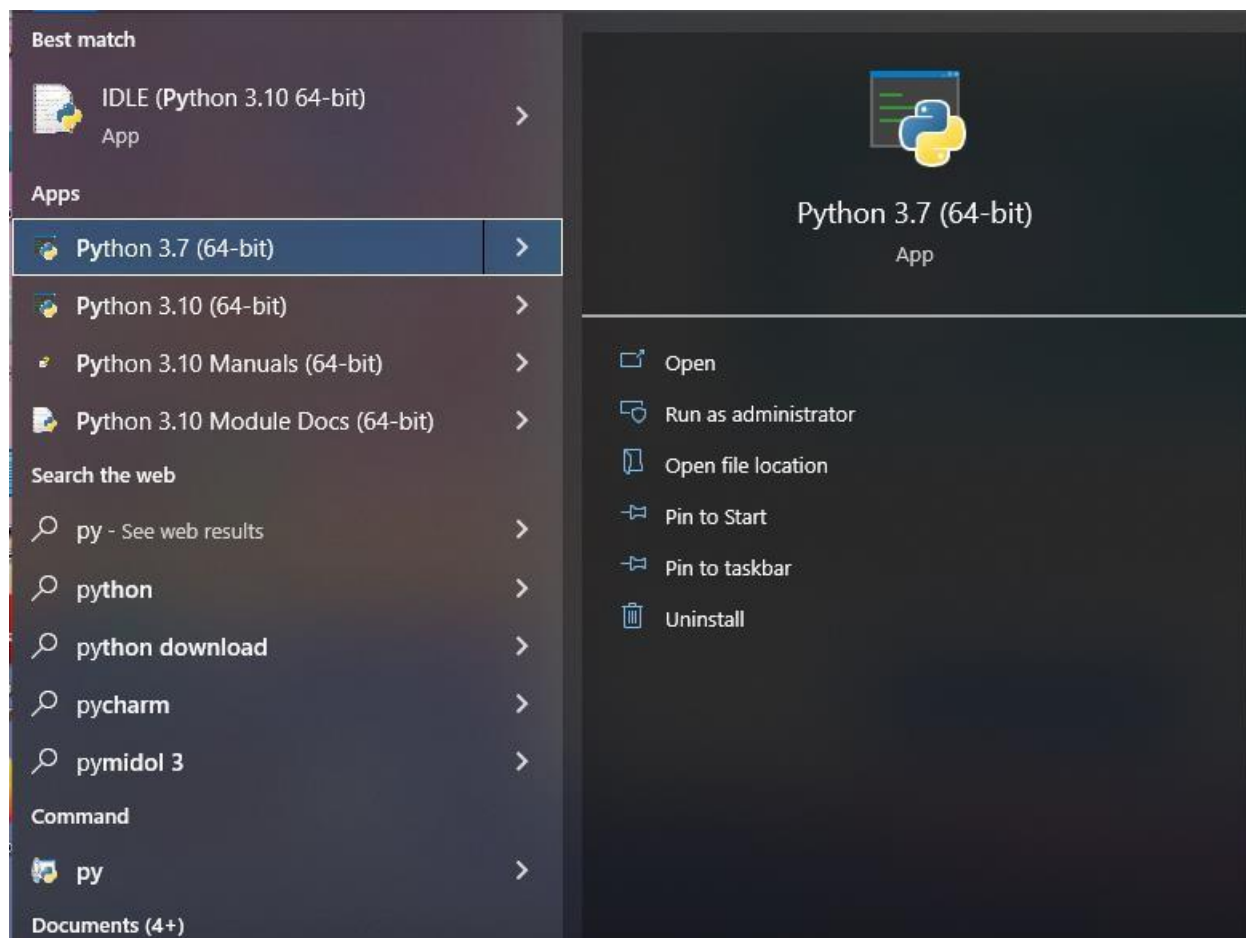 Best match
IDLE (Python 3.10 64-bit)
App
Apps
Python 3.7 (64-bit)
Python 3.10 (64-bit)
Python 3.10 Manuals (64-bit)
Python 3.10 Module Docs (64-bit)
Search the web
py - See web results
python
python download
pycharm
pymidol 3
Command
py
Documents (4+)
Python 3.7 (64-bit)
App
Open
Run as administrator
Open file location
Pin to Start
Pin to taskbar
Uninstall